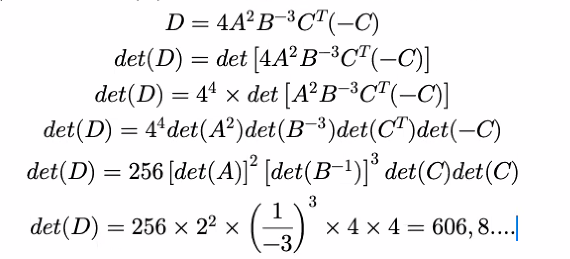 D = 4A²B⁻³Cᵀ(−C)
det(D) = det [4A²B⁻³Cᵀ(−C)]
det(D) = 4⁴ × det [A²B⁻³Cᵀ(−C)]
det(D) = 4⁴det(A²)det(B⁻³)det(Cᵀ)det(−C)
det(D) = 256 [det(A)]² [det(B⁻¹)]³ det(C)det(C)
det(D) = 256 × 2² × (1/−3)³ × 4 × 4 = 606, 8....